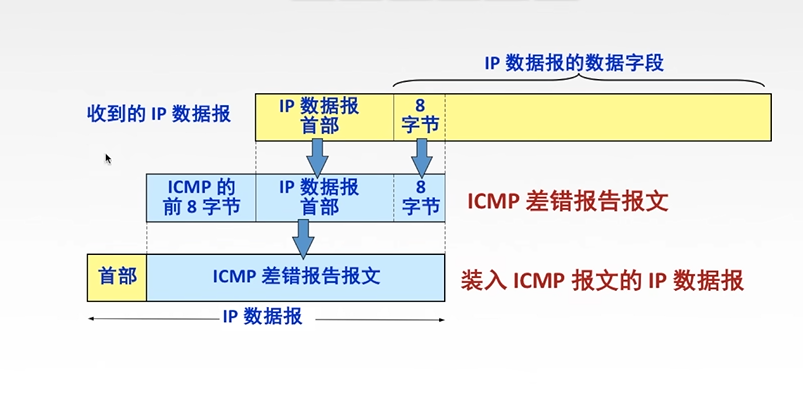 IP 数据报的数据字段
收到的 IP 数据报
IP 数据报
首部
8
字节
ICMP 的
前 8 字节
IP 数据报
首部
8
字节
ICMP 差错报告报文
首部
ICMP 差错报告报文
装入 ICMP 报文的 IP 数据报
IP 数据报